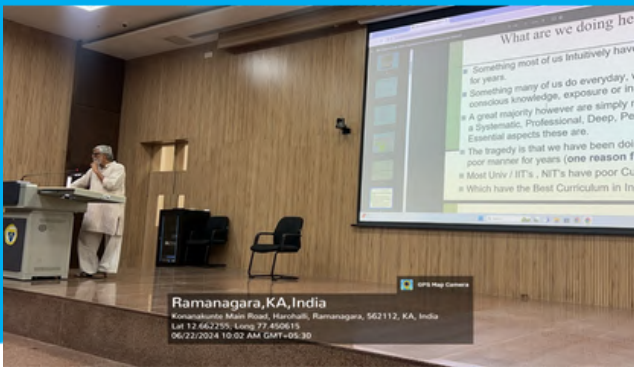 What are we doing he
Something most of us Intuitively have
for years.
Something many of us do everyday,
conscious knowledge, exposure or in
A great majority however are simply
a Systematic, Professional, Deep, Pe
Essential aspects these are.
The tragedy is that we have been doi
poor manner for years (one reason f
Most Univ / IIT's , NIT's have poor Cu
Which have the Best Curriculum in In
GPS Map Camera
Ramanagara,KA,India
Konanakunte Main Road, Harohalli, Ramanagara, 562112, KA, India
Lat 12.662255, Long 77.450615
06/22/2024 10:02 AM GMT+05:30